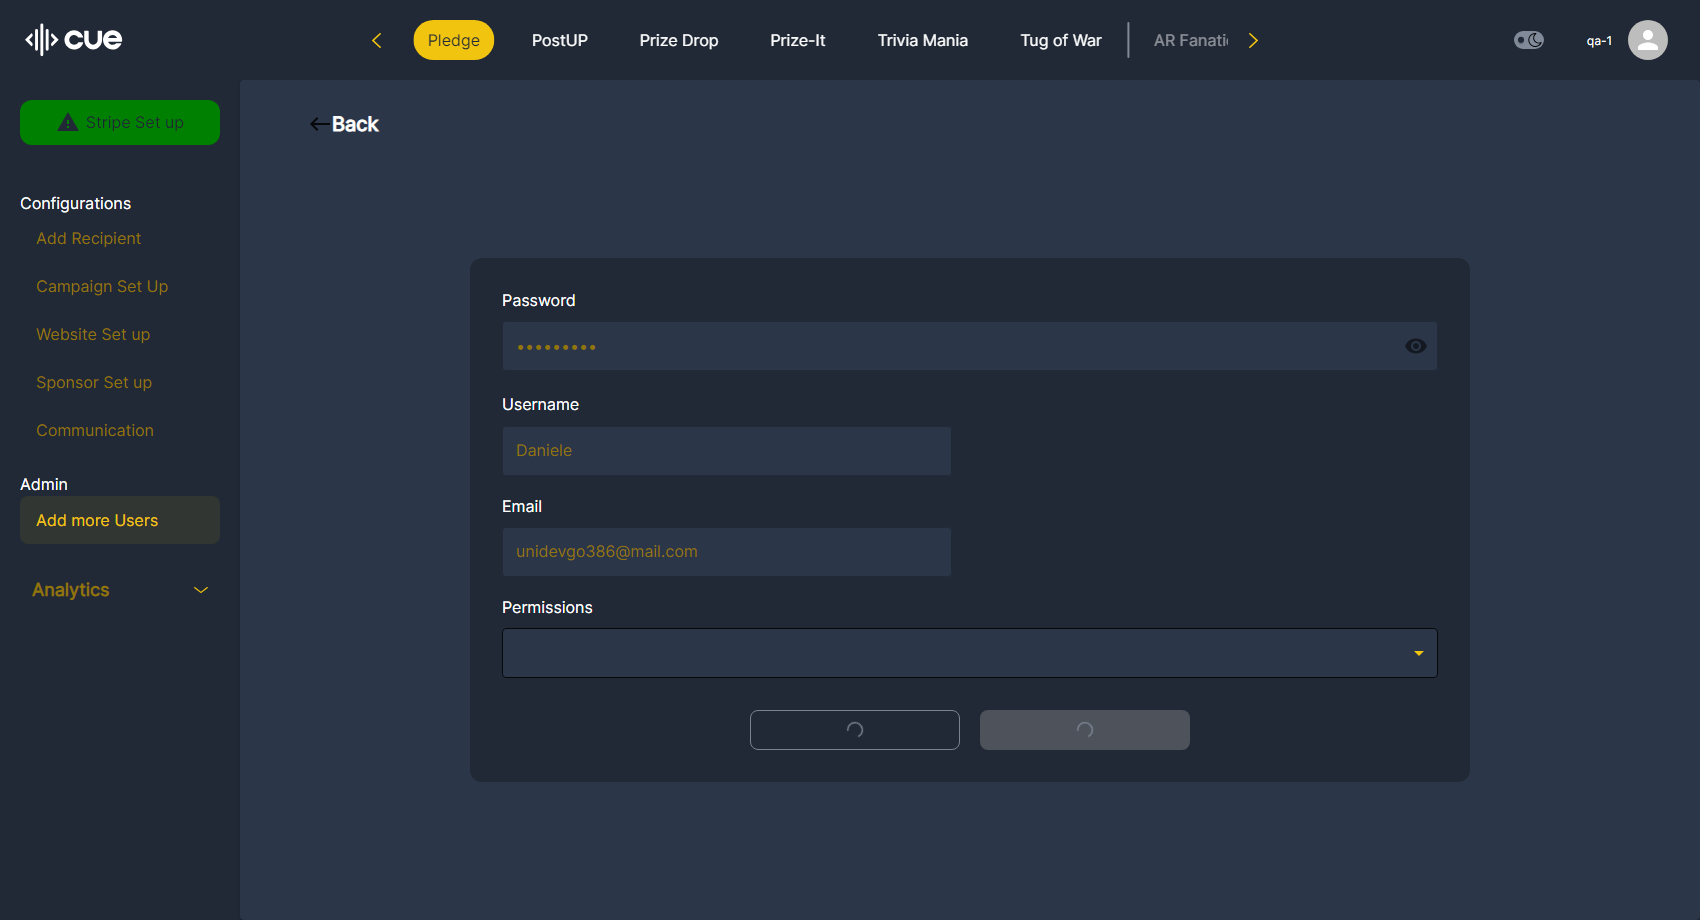 cue
Pledge
PostUP
Prize Drop
Prize-It
Trivia Mania
Tug of War
AR Fanati
qa-1
Stripe Set up
Configurations
Add Recipient
Campaign Set Up
Website Set up
Sponsor Set up
Communication
Admin
Add more Users
Analytics
Back
Password
•••••••••
Username
Daniele
Email
unidevgo386@mail.com
Permissions